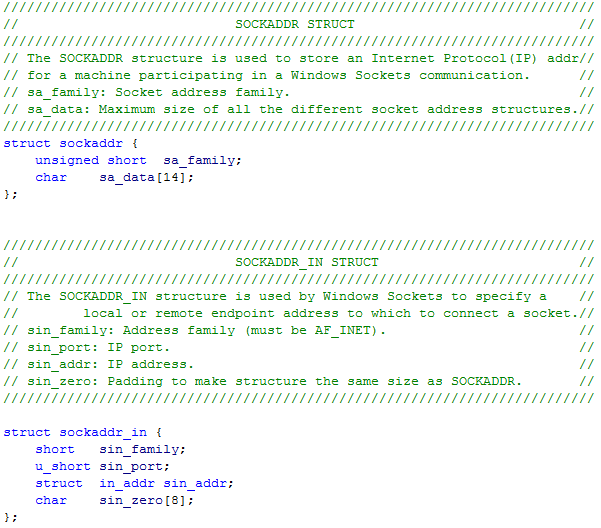 //////////////////////////////////////////////////////////////////////////
//                           SOCKADDR STRUCT                            //
//////////////////////////////////////////////////////////////////////////
// The SOCKADDR structure is used to store an Internet Protocol(IP) addr//
// for a machine participating in a Windows Sockets communication.      //
// sa_family: Socket address family.                                    //
// sa_data: Maximum size of all the different socket address structures.//
//////////////////////////////////////////////////////////////////////////
struct sockaddr {
    unsigned short  sa_family;
    char    sa_data[14];
};
//////////////////////////////////////////////////////////////////////////
//                           SOCKADDR_IN STRUCT                         //
//////////////////////////////////////////////////////////////////////////
// The SOCKADDR_IN structure is used by Windows Sockets to specify a    //
//        local or remote endpoint address to which to connect a socket.//
// sin_family: Address family (must be AF_INET).                        //
// sin_port: IP port.                                                   //
// sin_addr: IP address.                                                //
// sin_zero: Padding to make structure the same size as SOCKADDR.       //
//////////////////////////////////////////////////////////////////////////
struct sockaddr_in {
    short   sin_family;
    u_short sin_port;
    struct  in_addr sin_addr;
    char    sin_zero[8];
};